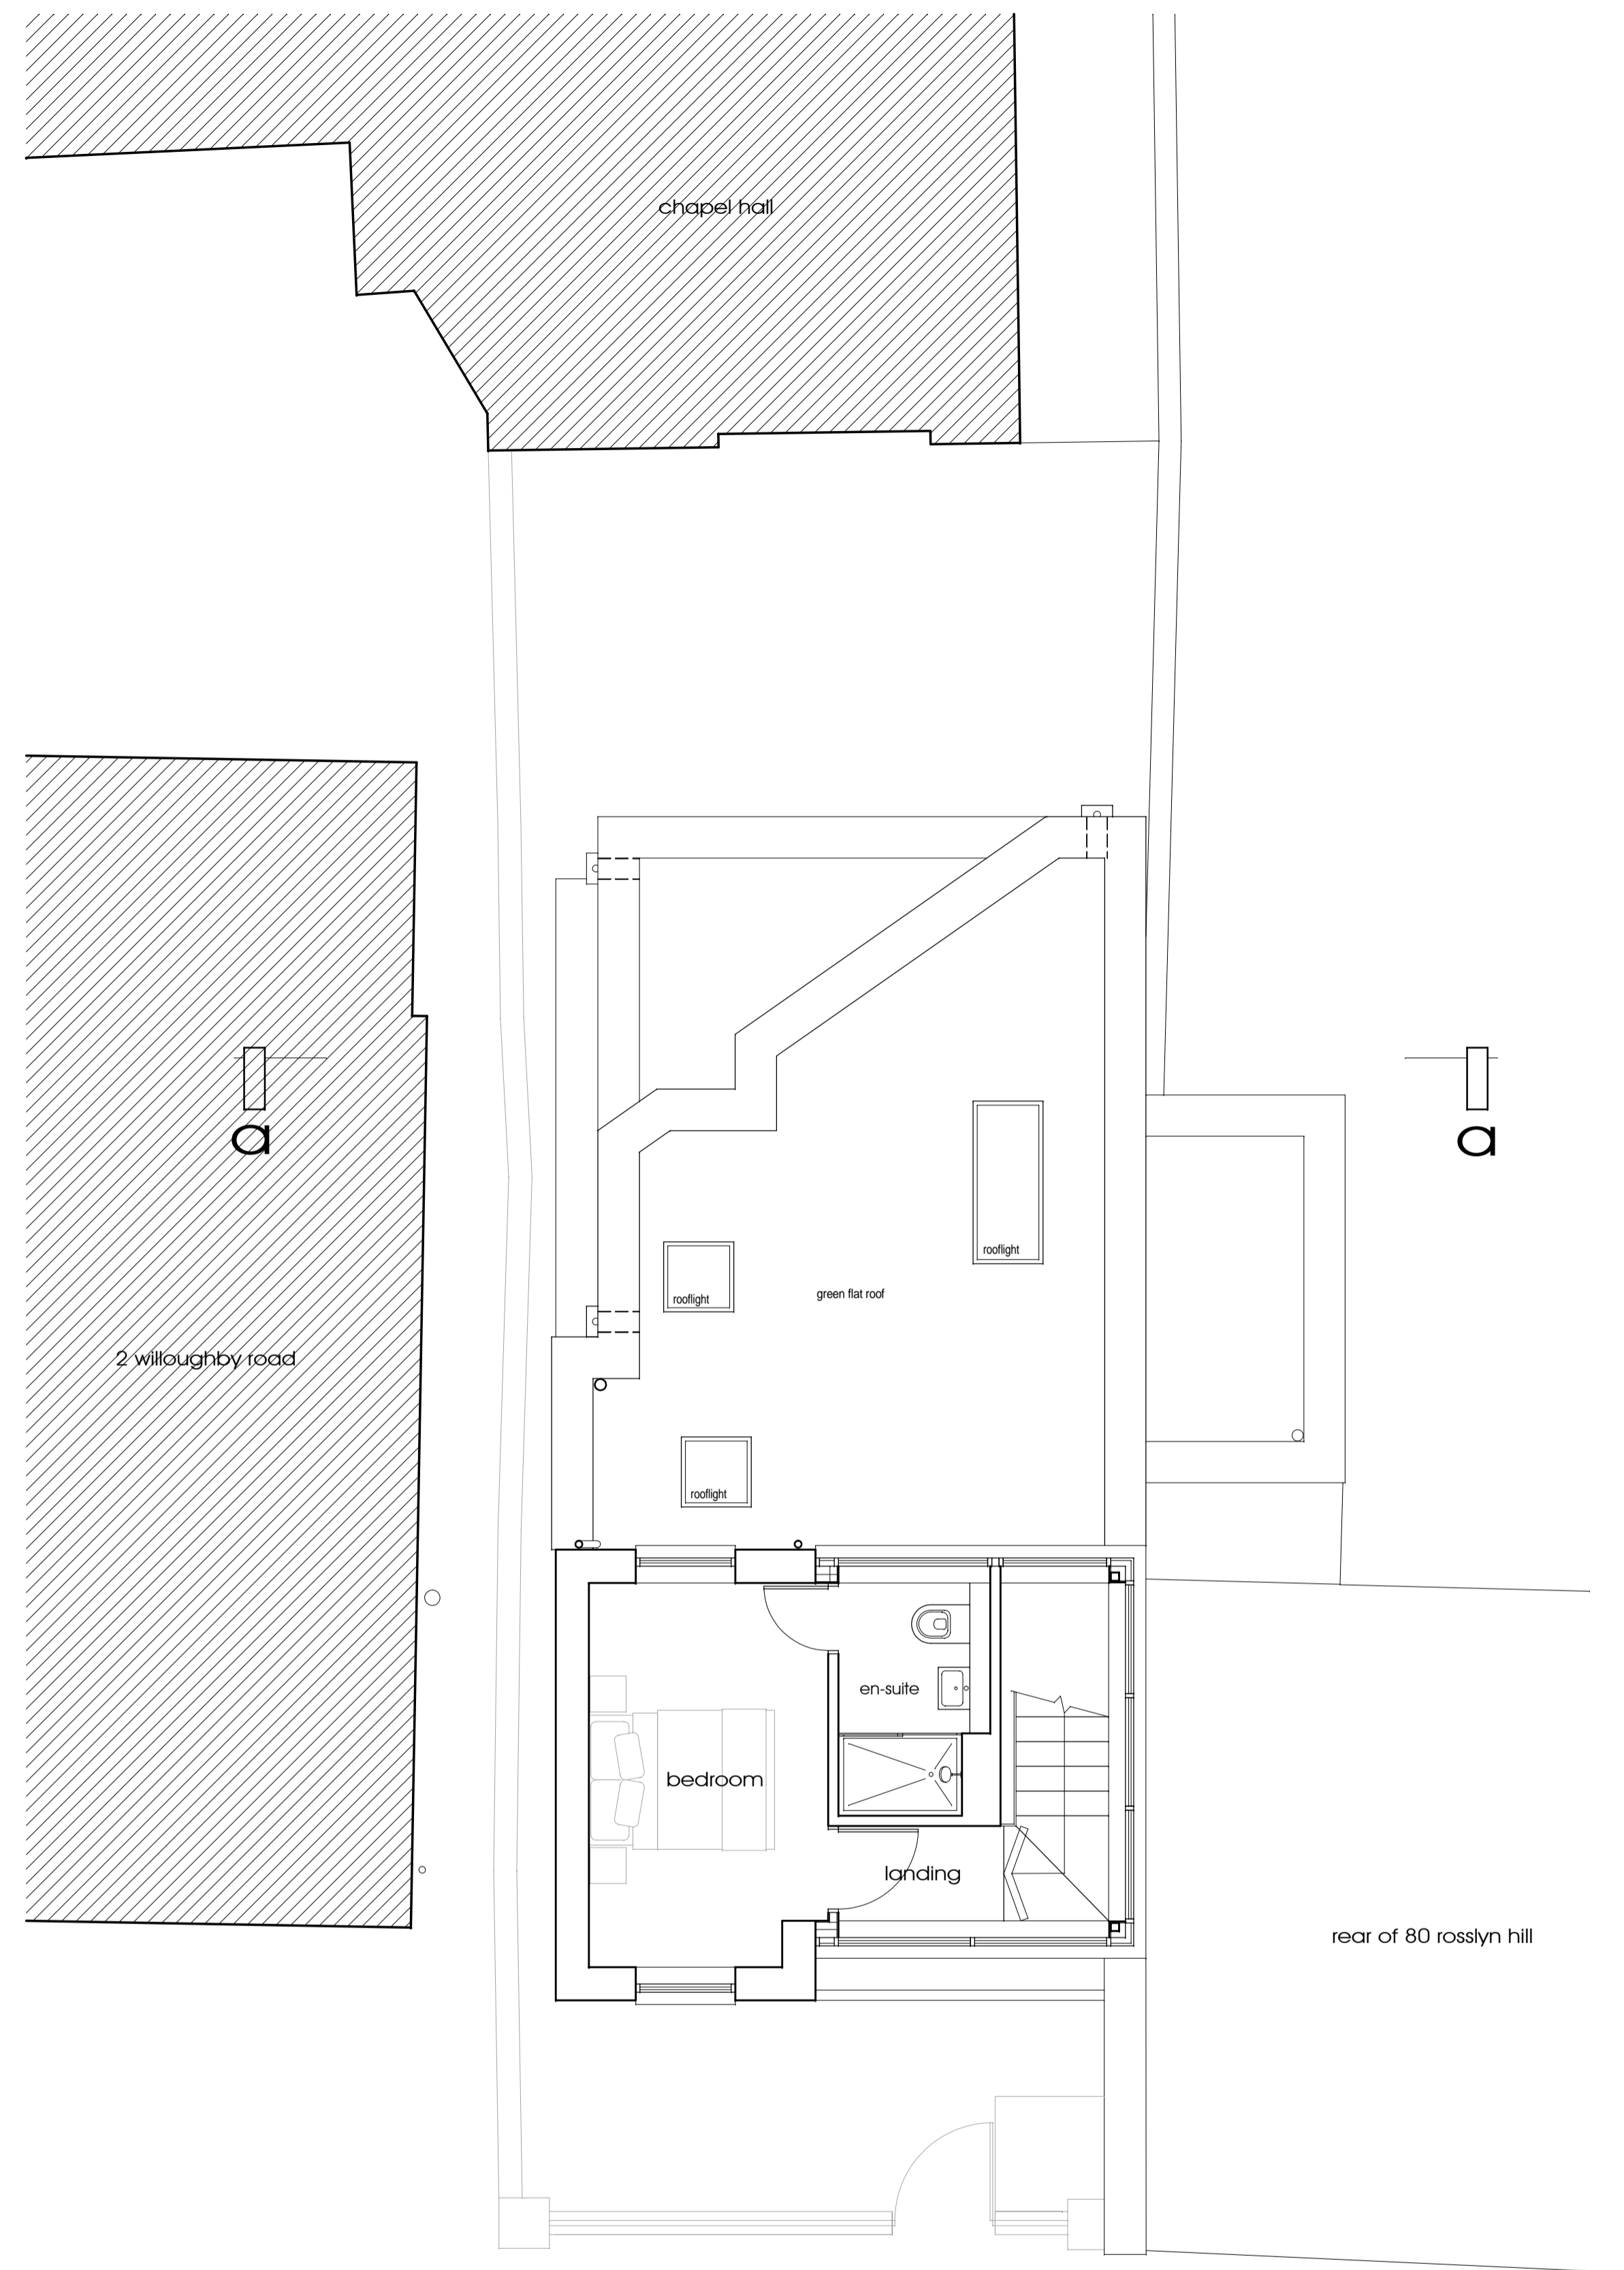 chapel hall
a
a
rooflight
green flat roof
rooflight
2 willoughby road
rooflight
en-suite
bedroom
landing
rear of 80 rosslyn hill